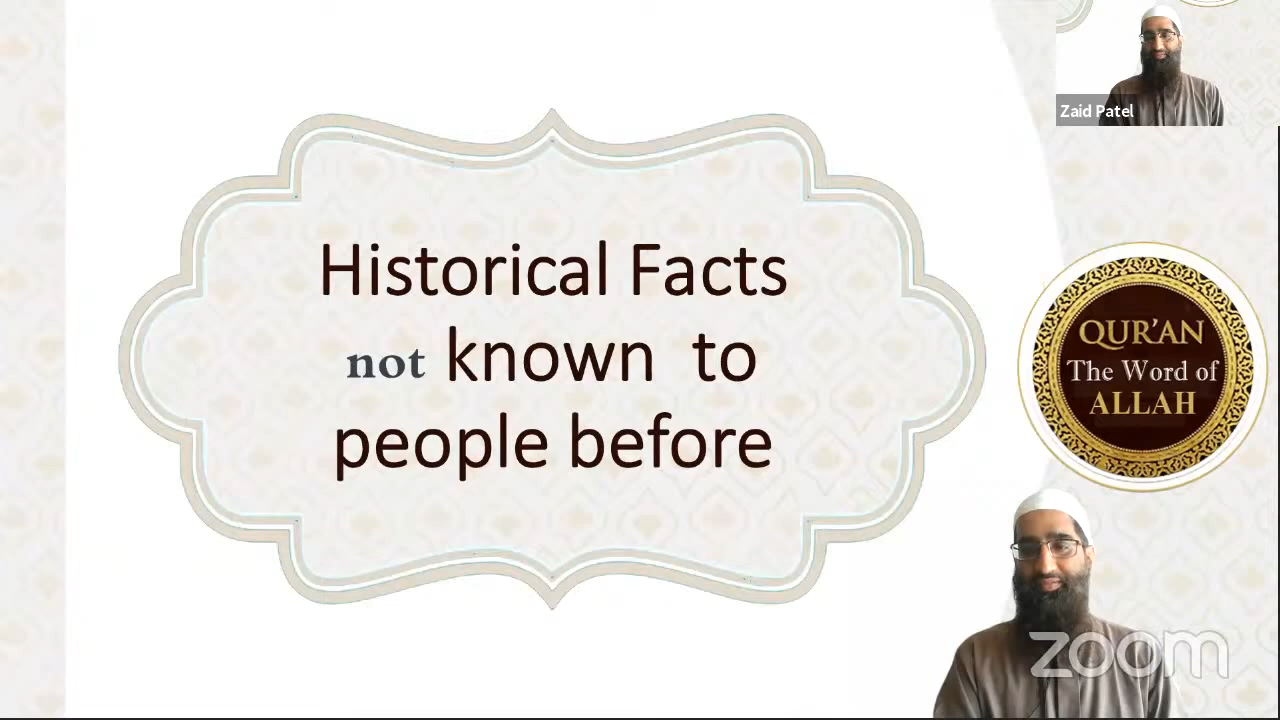 Zaid Patel
Historical Facts
not known to
people before
QUR'AN
The Word of
ALLAH
zoom